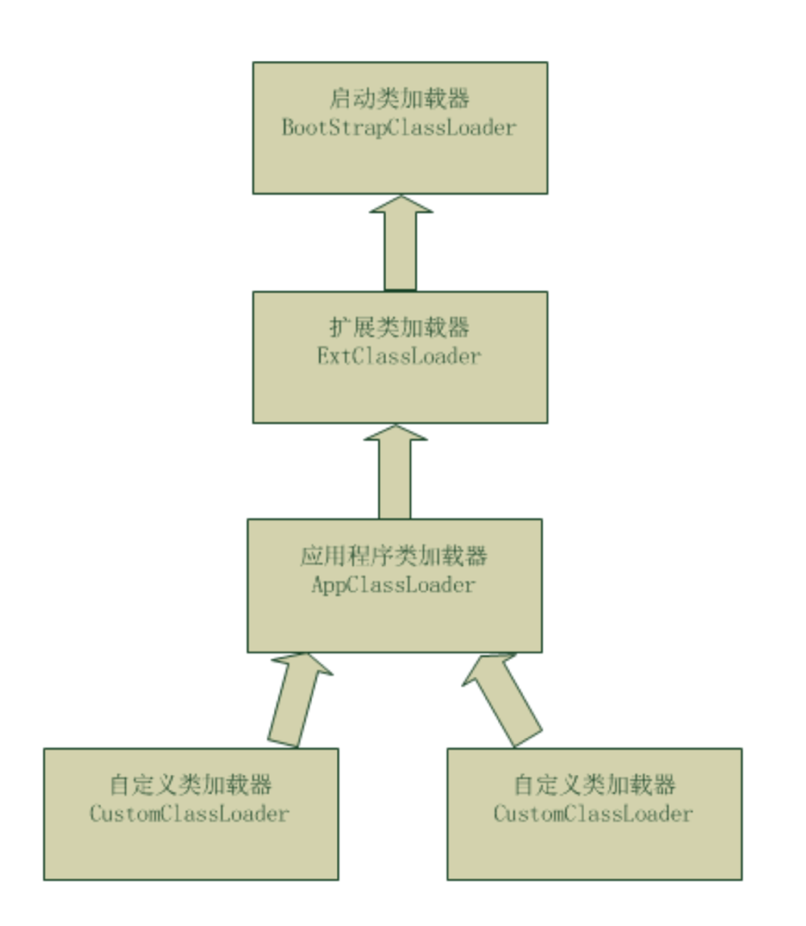 启动类加载器
BootStrapClassLoader
扩展类加载器
ExtClassLoader
应用程序类加载器
AppClassLoader
自定义类加载器
CustomClassLoader
自定义类加载器
CustomClassLoader